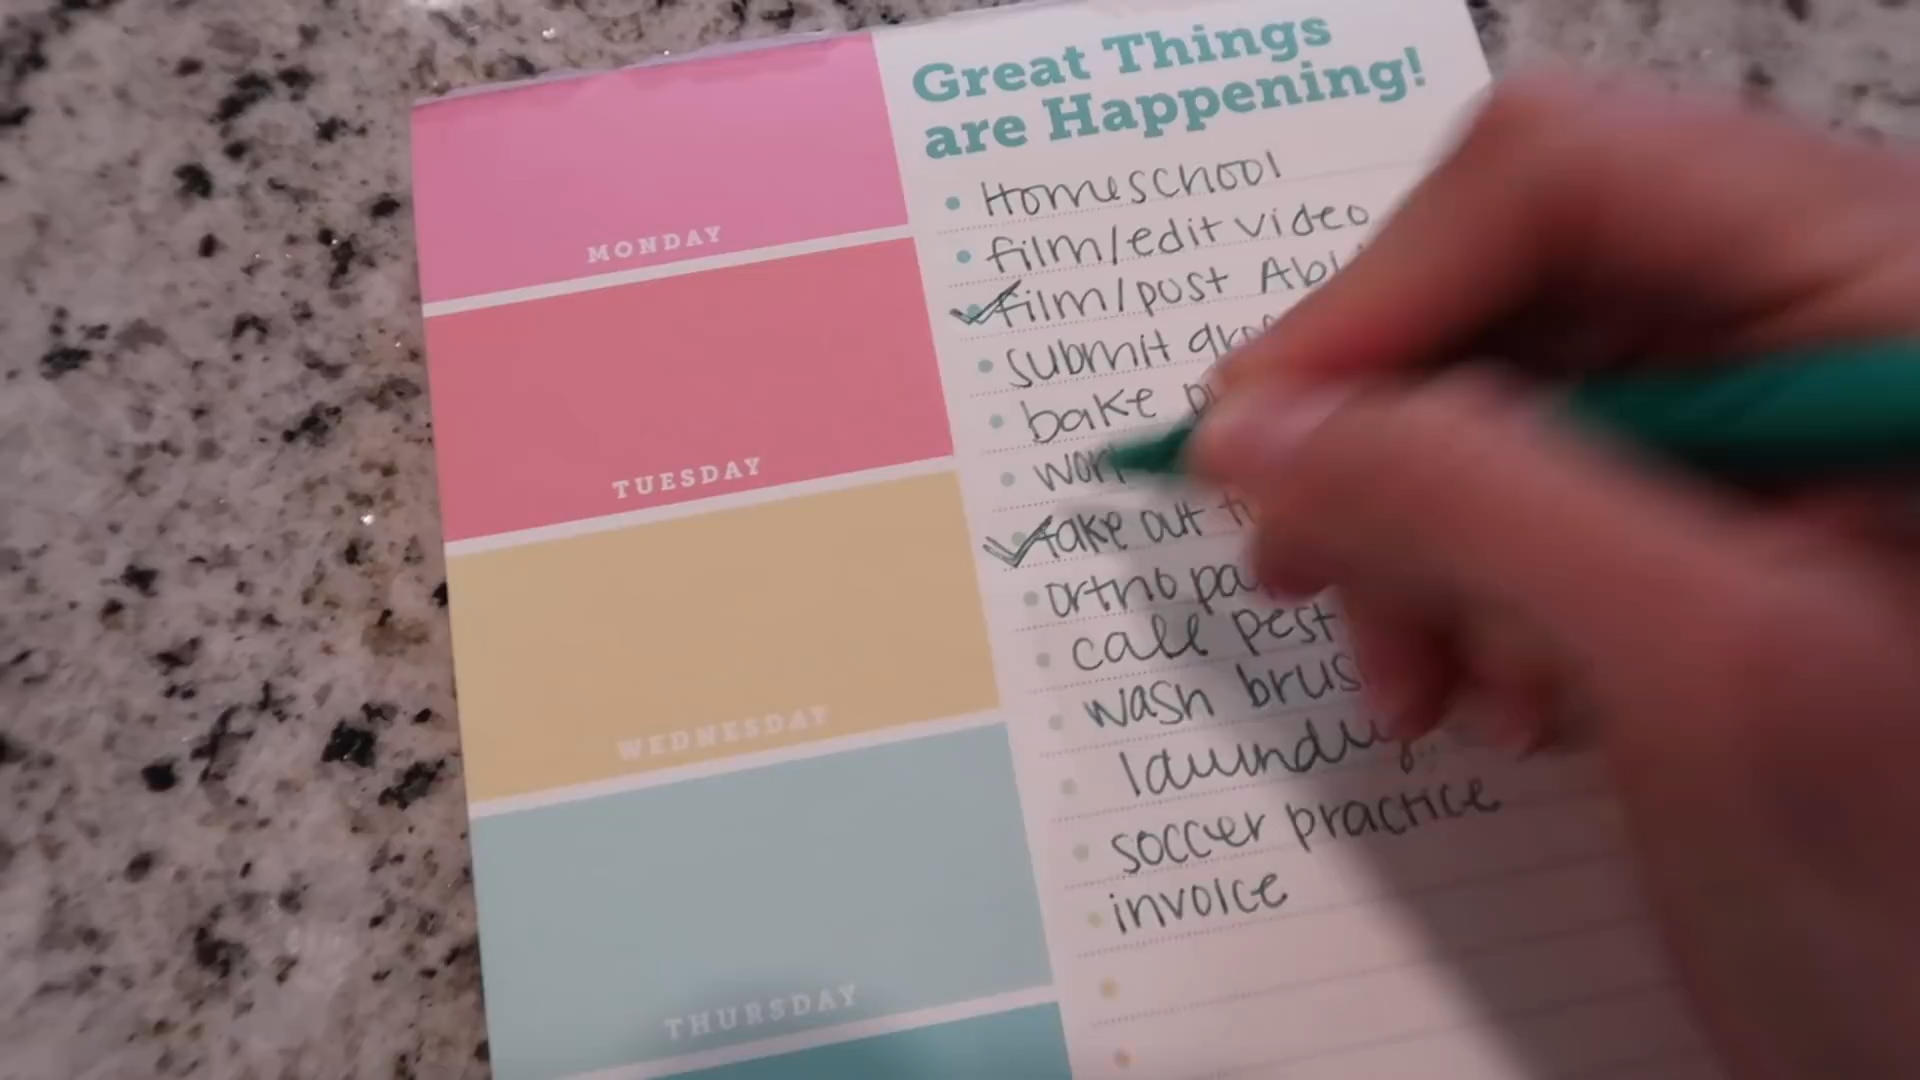 Great Things
are Happening!
Homeschool
film/edit video
film/post
submit
bake
take out
ortho
call pest
wash
laundry
soccer practice
invoice
MONDAY
TUESDAY
WEDNESDAY
THURSDAY